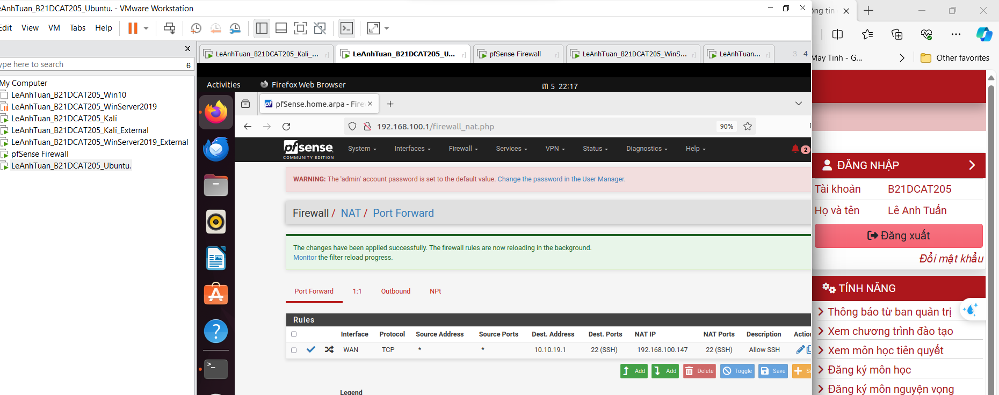 eAnhTuan_B21DCAT205_Ubuntu. - VMware Workstation
Edit View VM Tabs Help
ype here to search
6
My Computer
LeAnhTuan_B21DCAT205_Win10
LeAnhTuan_B21DCAT205_WinServer2019
LeAnhTuan_B21DCAT205_Kali
LeAnhTuan_B21DCAT205_Kali_External
LeAnhTuan_B21DCAT205_WinServer2019_External
pfSense Firewall
LeAnhTuan_B21DCAT205_Ubuntu.
LeAnhTuan_B21DCAT205_Kali_... LeAnhTuan_B21DCAT205_U... pfSense Firewall LeAnhTuan_B21DCAT205_WinS... LeAnhTuan... 3 4
Activities Firefox Web Browser 5 22:17
pfSense.home.arpa - Fire
192.168.100.1/firewall_nat.php 90%
pfsense COMMUNITY EDITION System Interfaces Firewall Services VPN Status Diagnostics Help 2
WARNING: The 'admin' account password is set to the default value. Change the password in the User Manager.
Firewall / NAT / Port Forward
The changes have been applied successfully. The firewall rules are now reloading in the background.
Monitor the filter reload progress.
Port Forward 1:1 Outbound NPt
Rules
Interface Protocol Source Address Source Ports Dest. Address Dest. Ports NAT IP NAT Ports Description Actio
WAN TCP * * 10.10.19.1 22 (SSH) 192.168.100.147 22 (SSH) Allow SSH
Add Add Delete Toggle Save Se
Legend
ông tin
May Tinh - G... Other favorites
ĐĂNG NHẬP
Tài khoản B21DCAT205
Họ và tên Lê Anh Tuấn
Đăng xuất
Đổi mật khẩu
TÍNH NĂNG
Thông báo từ ban quản trị
Xem chương trình đào tạo
Xem môn học tiên quyết
Đăng ký môn học
Đăng ký môn nguyện vọng